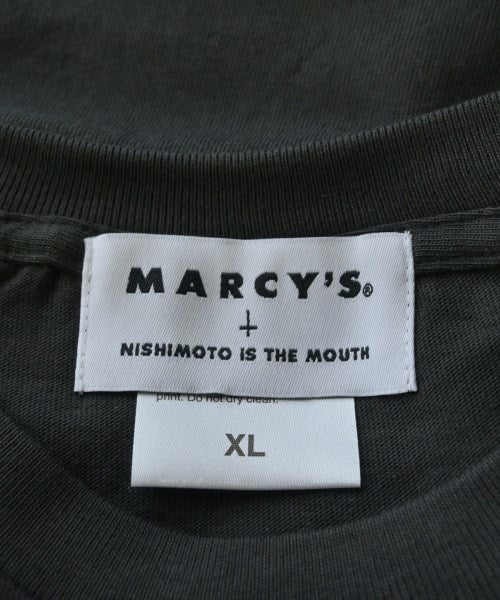 MARCY'S®
+
NISHIMOTO IS THE MOUTH
print. Do not dry clean.
XL